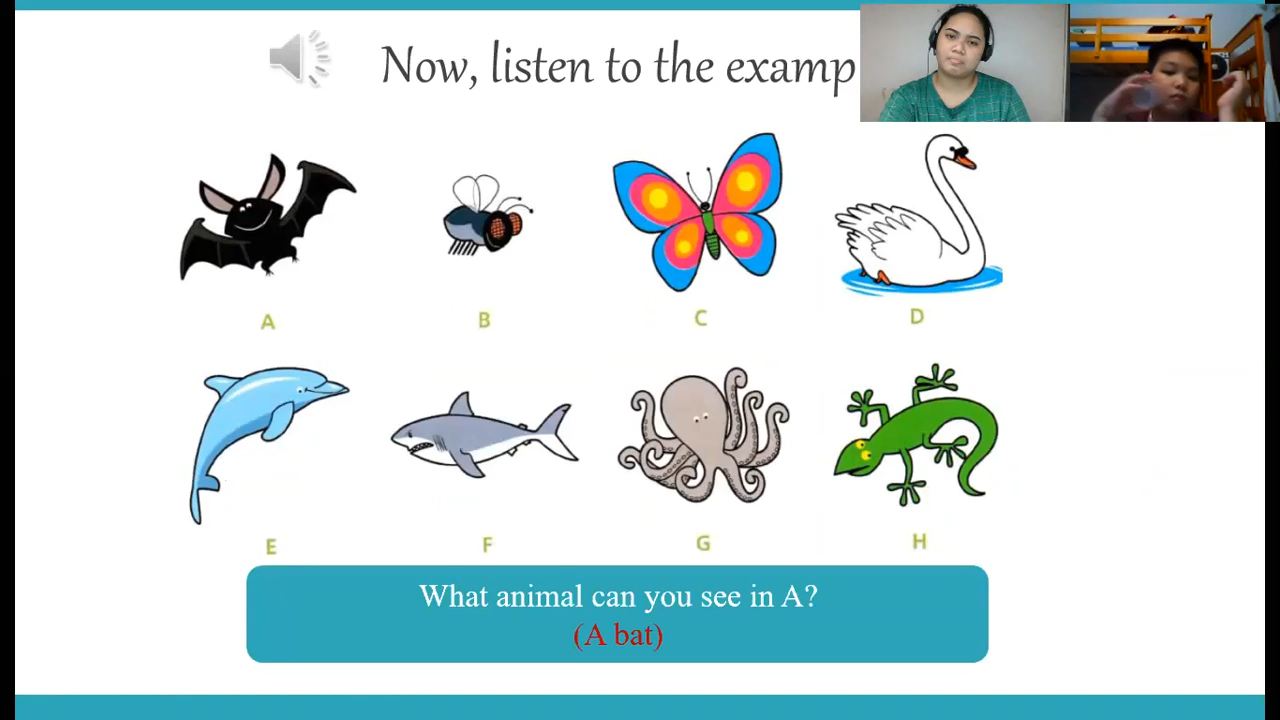 Now, listen to the examp
A
B
C
D
E
F
G
H
What animal can you see in A?
(A bat)